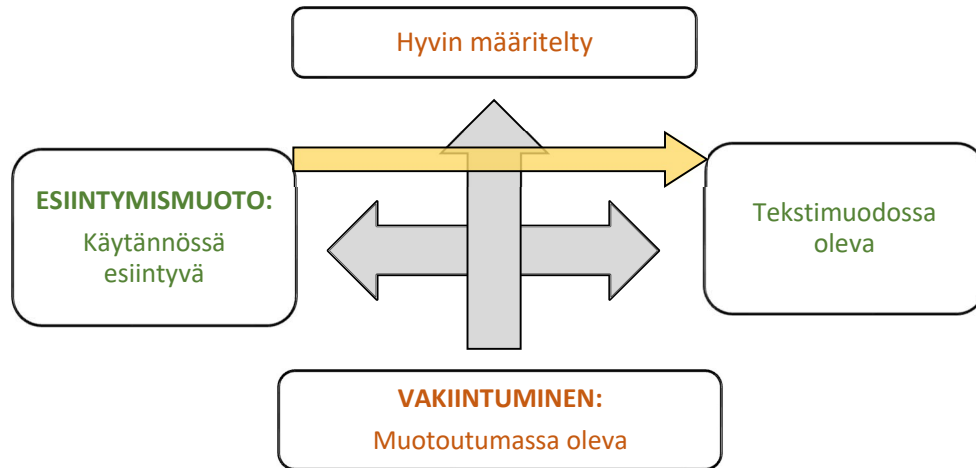 Hyvin määritelty
ESIINTYMISMUOTO:
Käytännössä
esiintyvä
Tekstimuodossa
oleva
VAKIINTUMINEN:
Muotoutumassa oleva